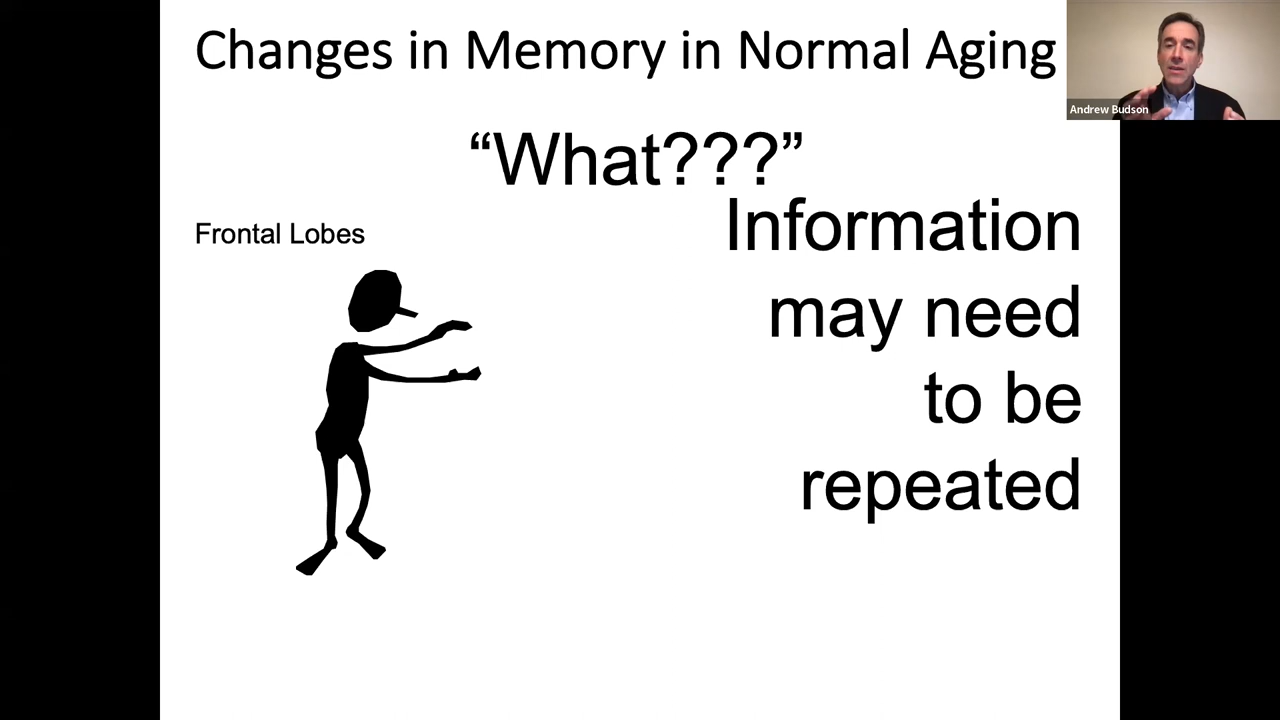 Changes in Memory in Normal Aging
Andrew Budson
“What???”
Frontal Lobes
Information
may need
to be
repeated